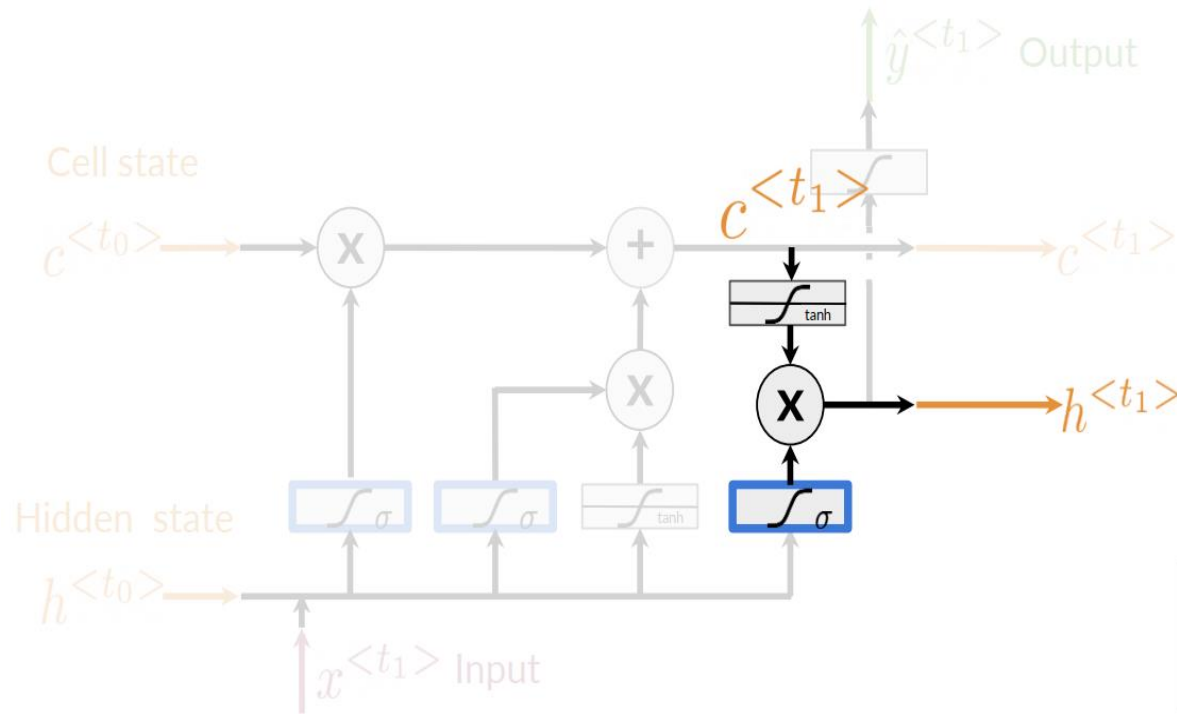 ŷ<t₁> Output
Cell state
c<t₁>
c<t₀>
X
+
c<t₁>
tanh
X
X
h<t₁>
σ
σ
tanh
σ
Hidden state
h<t₀>
x<t₁> Input